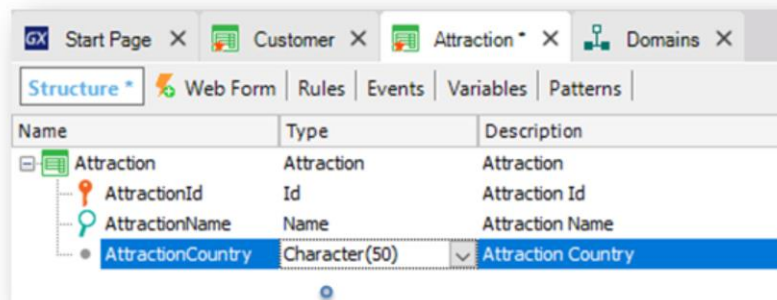 GX Start Page Customer Attraction * Domains
Structure * Web Form Rules Events Variables Patterns
Name Type Description
Attraction Attraction Attraction
AttractionId Id Attraction Id
AttractionName Name Attraction Name
AttractionCountry Character(50) Attraction Country